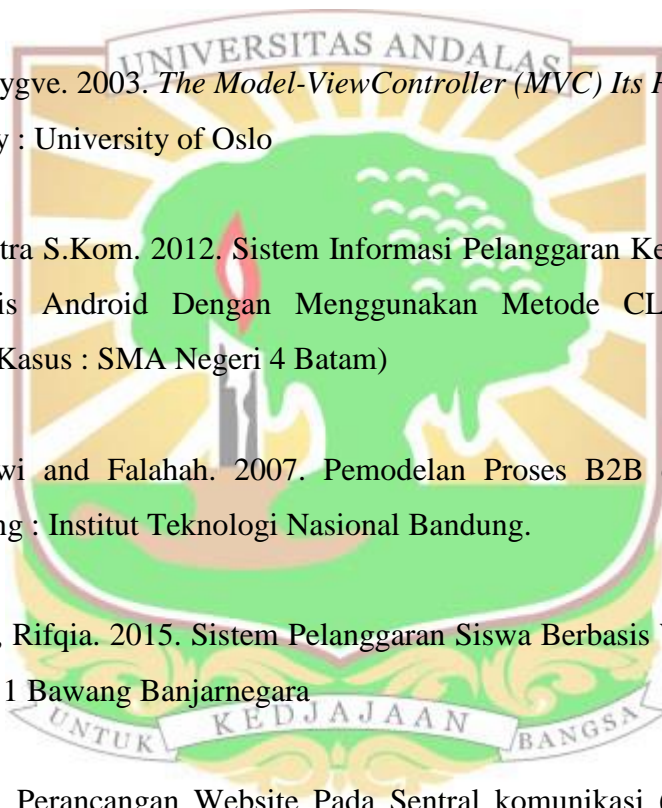 UNIVERSITAS ANDALAS
ygve. 2003. The Model-ViewController (MVC) Its
: University of Oslo
tra S.Kom. 2012. Sistem Informasi Pelanggaran Ke
is Android Dengan Menggunakan Metode CL
Kasus : SMA Negeri 4 Batam)
wi and Falahah. 2007. Pemodelan Proses B2B
ng : Institut Teknologi Nasional Bandung.
, Rifqia. 2015. Sistem Pelanggaran Siswa Berbasis
1 Bawang Banjarnegara
UNTUK KEDJAJAAN BANGSA
Perancangan Website Pada Sentral komunikasi